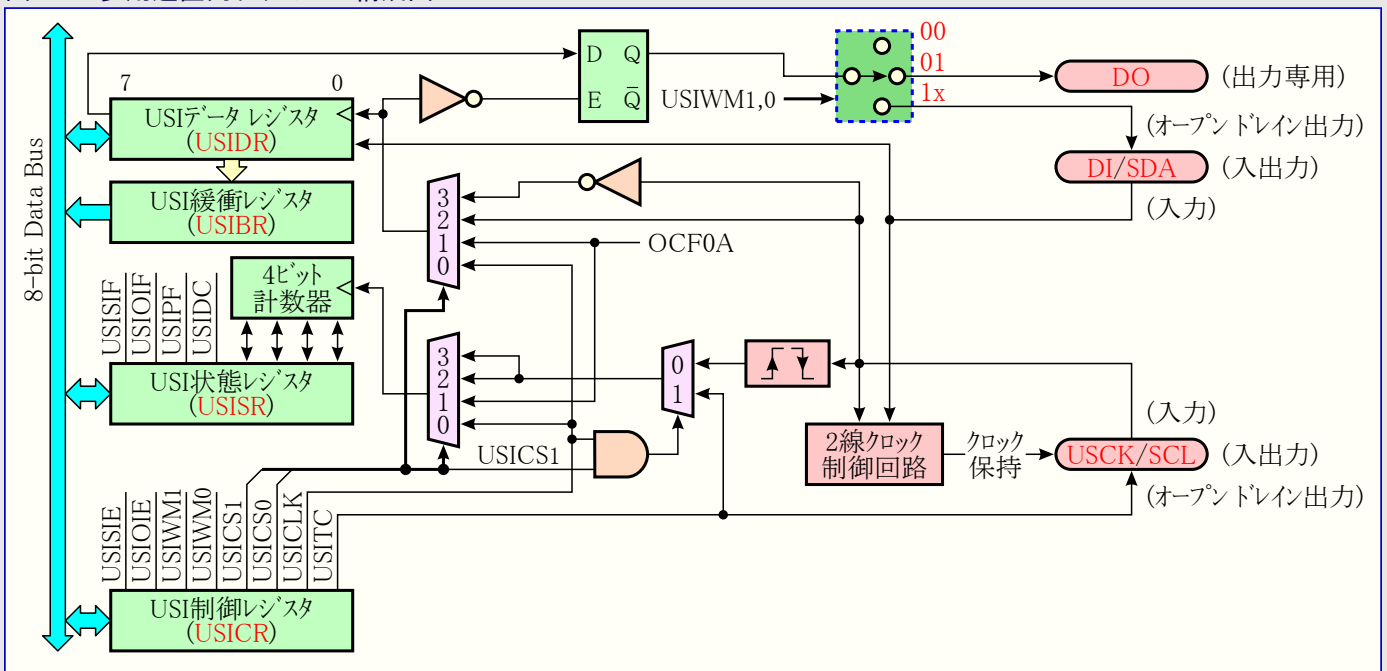 00
D Q
7 0
01
DO (出力専用)
E Q̄
USIWM1,0
1x
USIデータ レジスタ
(USIDR)
(オープンドレイン出力)
8-bit Data Bus
DI/SDA (入出力)
USI緩衝レジスタ
(USIBR)
3
2
1
0
(入力)
OCF0A
USISIF
USIOIF
USIPF
USIDC
4ビット
計数器
3
2
1
0
0
1
USI状態レジスタ
(USISR)
(入力)
USICS1
2線クロック
制御回路
クロック
保持
USCK/SCL (入出力)
(オープンドレイン出力)
USISIE
USIOIE
USIWM1
USIWM0
USICS1
USICS0
USICLK
USITC
USI制御レジスタ
(USICR)